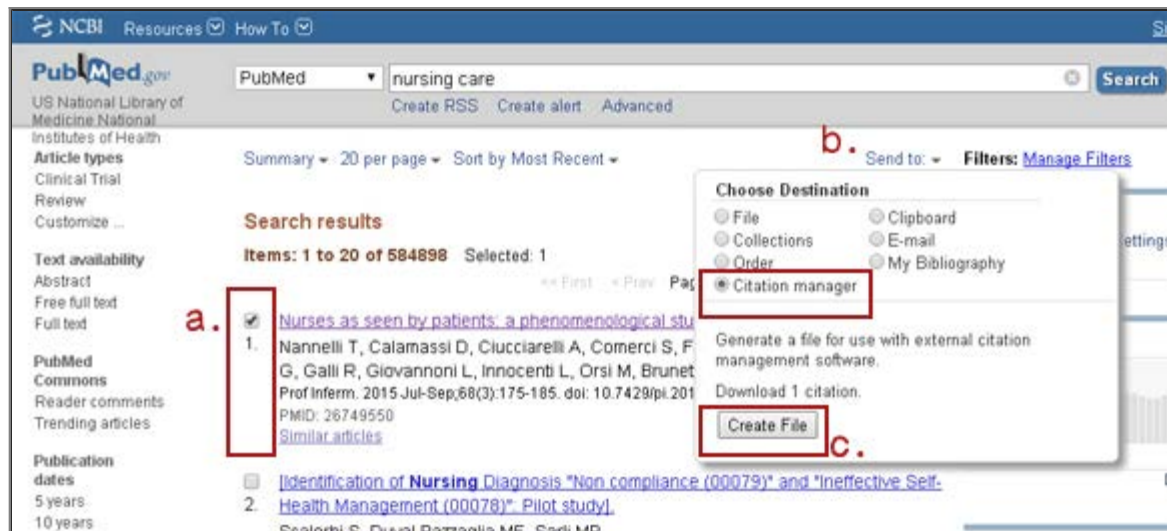 NCBI Resources How To
PubMed.gov
US National Library of
Medicine National
Institutes of Health
PubMed
nursing care
Search
Create RSS Create alert Advanced
Article types
Clinical Trial
Review
Customize ...
Text availability
Abstract
Free full text
Full text
PubMed
Commons
Reader comments
Trending articles
Publication
dates
5 years
10 years
Summary 20 per page Sort by Most Recent
b.
Send to: Filters: Manage Filters
Search results
Items: 1 to 20 of 584898 Selected: 1
<< First < Prev
a.
Nurses as seen by patients: a phenomenological
1. Nannelli T, Calamassi D, Ciucciarelli A, Comerci S,
G, Galli R, Giovannoni L, Innocenti L, Orsi M,
Prof Inferm. 2015 Jul-Sep;68(3):175-185. doi:
PMID: 26749550
Similar articles
[Identification of Nursing Diagnosis "Non compliance (00079)" and "Ineffective Self-
2. Health Management (00078)": Pilot study].
Choose Destination
File Clipboard
Collections E-mail
Order My Bibliography
Citation manager
Generate a file for use with external citation
management software.
Download 1 citation.
Create File
c.